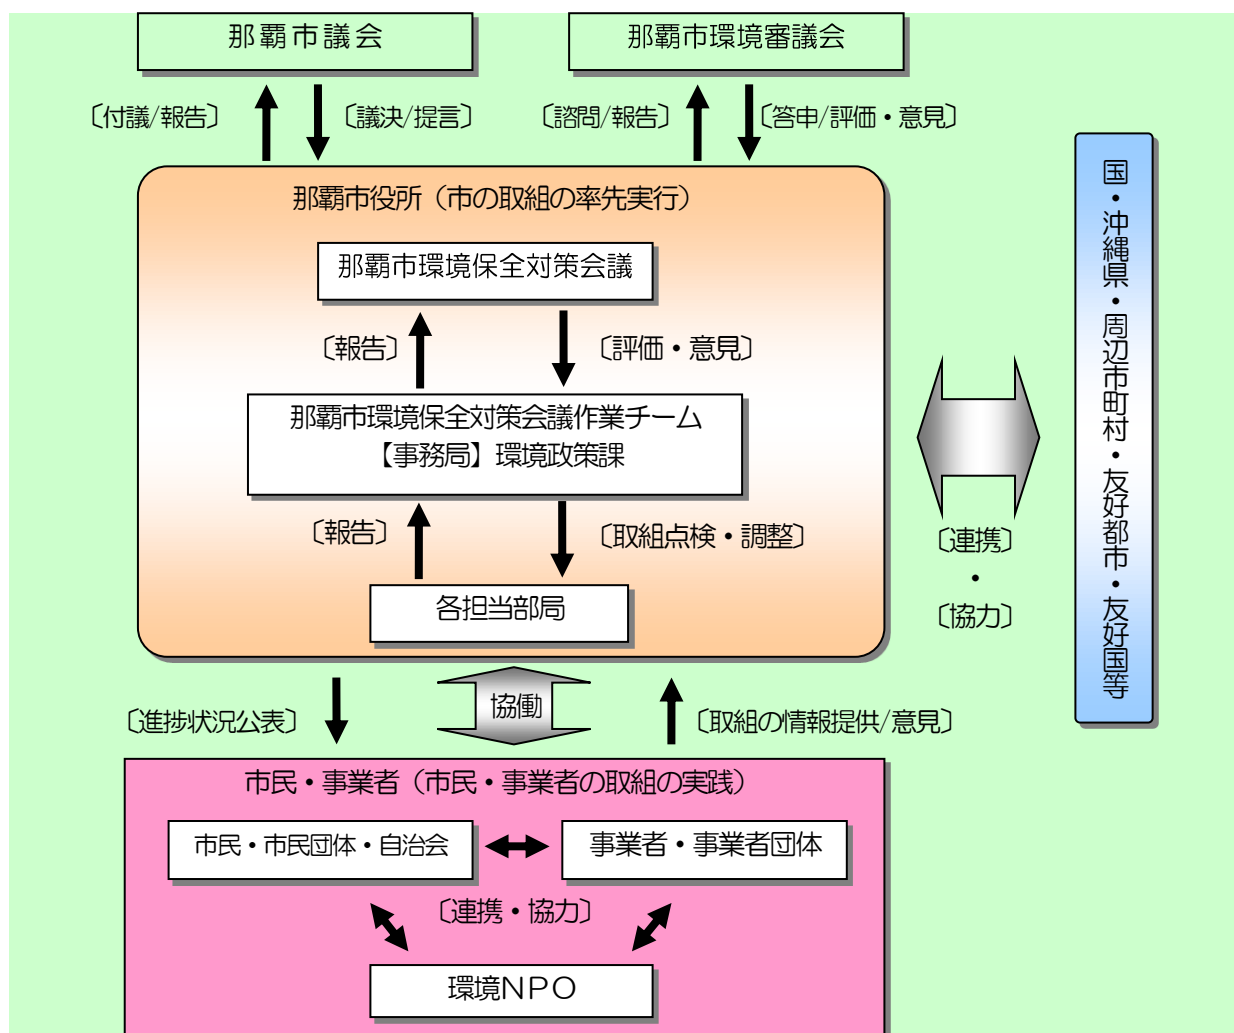 那覇市議会
那覇市環境審議会
〔付議/報告〕
〔議決/提言〕
〔諮問/報告〕
〔答申/評価・意見〕
那覇市役所（市の取組の率先実行）
那覇市環境保全対策会議
〔報告〕
〔評価・意見〕
那覇市環境保全対策会議作業チーム
【事務局】環境政策課
〔報告〕
〔取組点検・調整〕
各担当部局
国・沖縄県・周辺市町村・友好都市・友好国等
〔連携〕
・
〔協力〕
〔進捗状況公表〕
協働
〔取組の情報提供/意見〕
市民・事業者（市民・事業者の取組の実践）
市民・市民団体・自治会
事業者・事業者団体
〔連携・協力〕
環境NPO